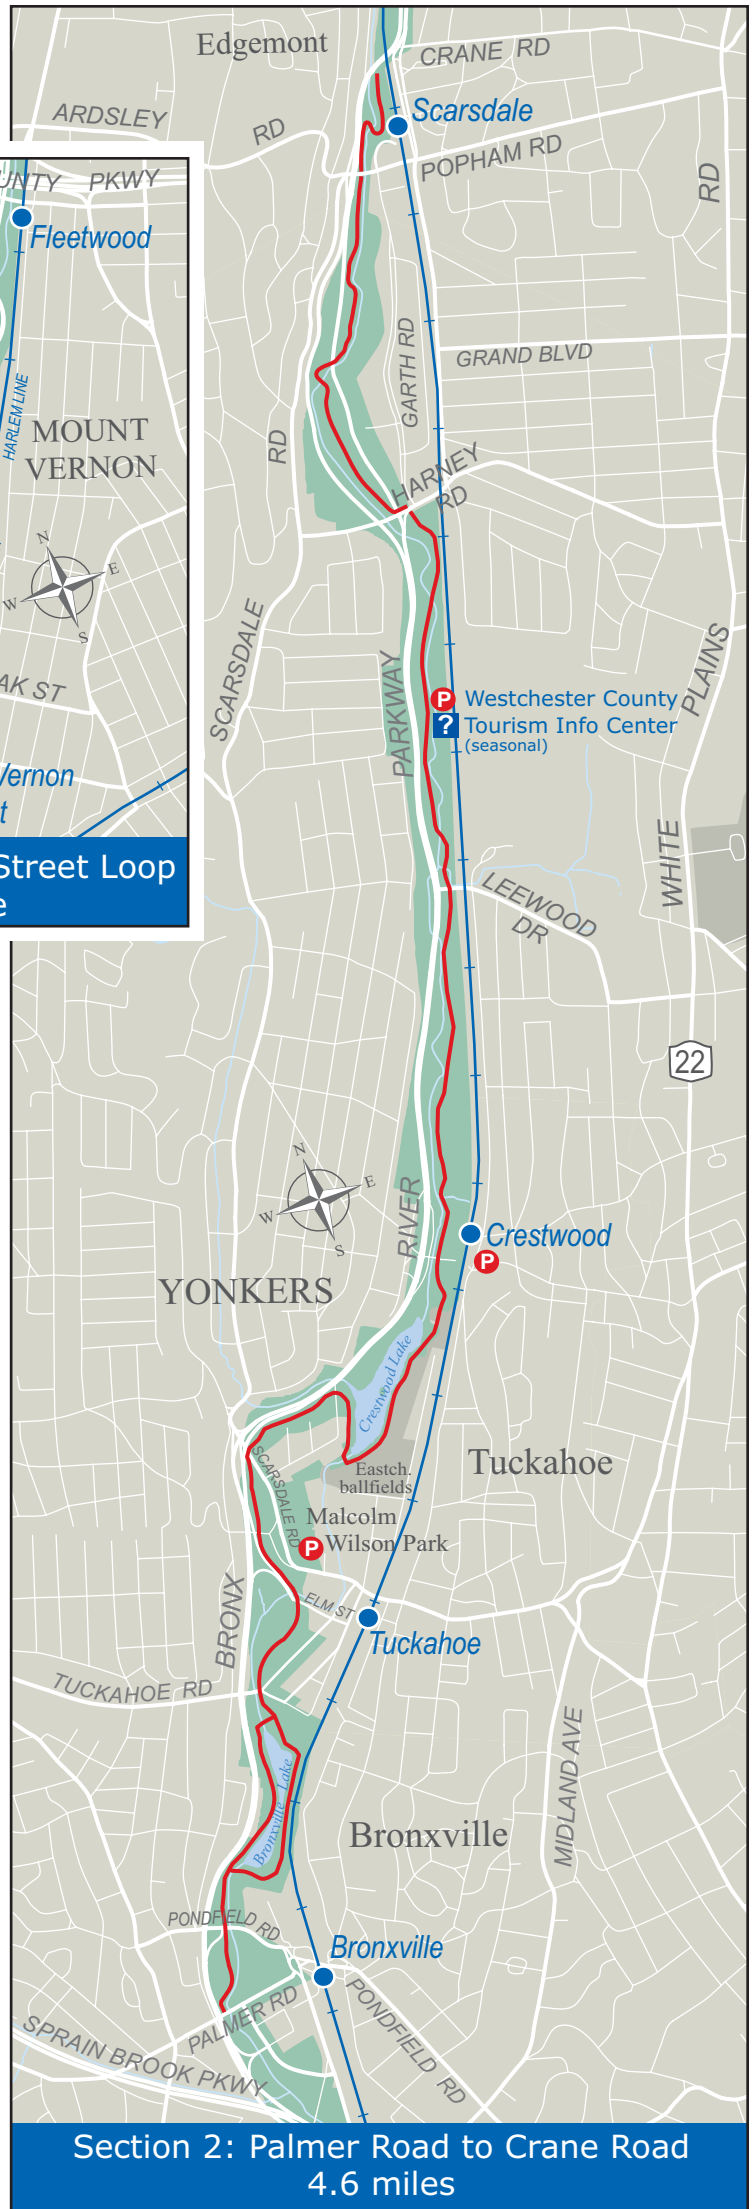 Edgemont
CRANE RD
ARDSLEY RD
Scarsdale
POPHAM RD
RD
PKWY
Fleetwood
HARLEM LINE
MOUNT
VERNON
N
E
W
S
ST
Street Loop
GARTH RD
GRAND BLVD
RD
HARNEY
RD
SCARSDALE
PARKWAY
P Westchester County
? Tourism Info Center
(seasonal)
PLAINS
WHITE
LEEWOOD
DR
22
N
E
W
S
RIVER
Crestwood
P
YONKERS
Crestwood Lake
Eastch.
ballfields
Tuckahoe
SCARSDALE RD
Malcolm
P Wilson Park
BRONX
ELM ST
Tuckahoe
TUCKAHOE RD
MIDLAND AVE
Bronxville Lake
Bronxville
PONDFIELD RD
Bronxville
PALMER RD
PONDFIELD RD
SPRAIN BROOK PKWY
Section 2: Palmer Road to Crane Road
4.6 miles